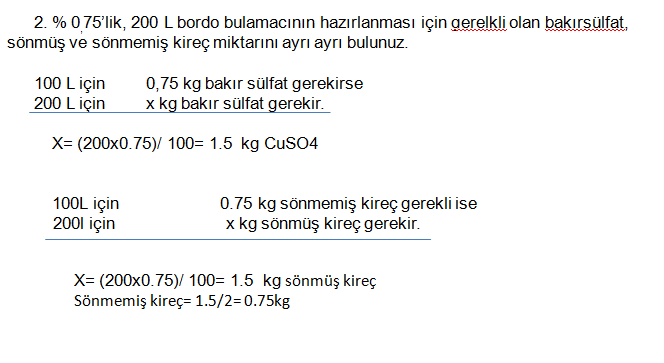 2. % 0,75’lik, 200 L bordo bulamacının hazırlanması için gerelkli olan bakırsülfat,
sönmüş ve sönmemiş kireç miktarını ayrı ayrı bulunuz.
100 L için 0,75 kg bakır sülfat gerekirse
200 L için x kg bakır sülfat gerekir.
X= (200x0.75)/ 100= 1.5 kg CuSO4
100L için 0.75 kg sönmemiş kireç gerekli ise
200l için x kg sönmüş kireç gerekir.
X= (200x0.75)/ 100= 1.5 kg sönmüş kireç
Sönmemiş kireç= 1.5/2= 0.75kg